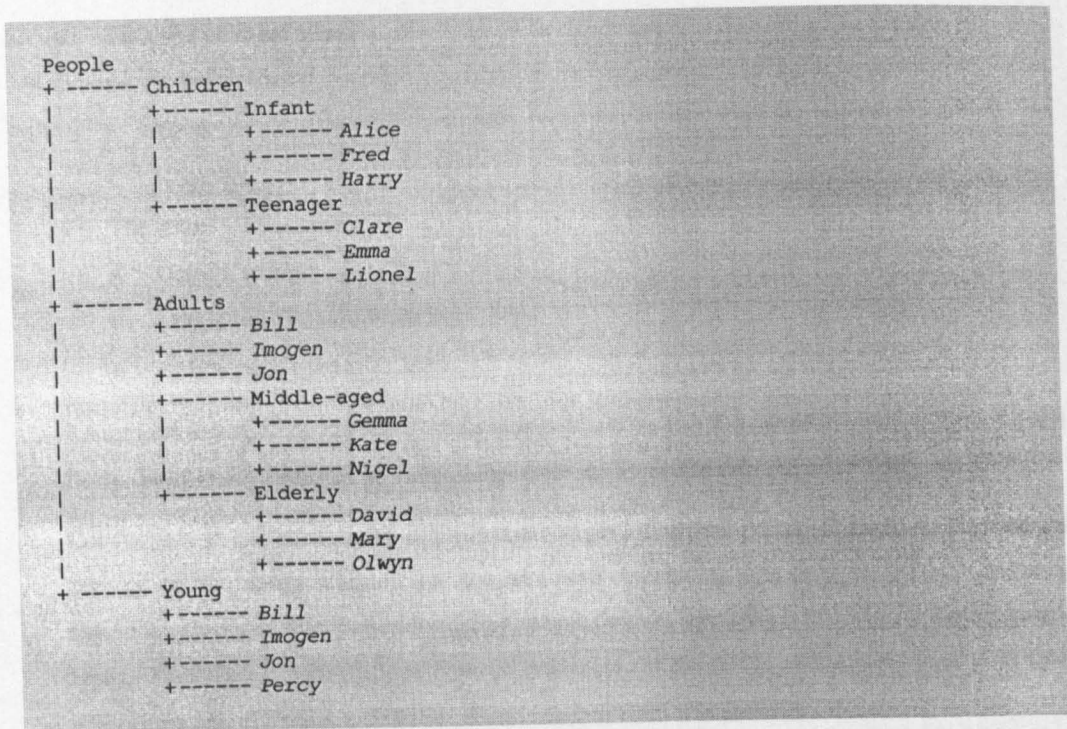 People
+ ------ Children
| +------ Infant
| | +------ Alice
| | +------ Fred
| | +------ Harry
| +------ Teenager
| +------ Clare
| +------ Emma
| +------ Lionel
+ ------ Adults
| +------ Bill
| +------ Imogen
| +------ Jon
| +------ Middle-aged
| | +------ Gemma
| | +------ Kate
| | +------ Nigel
| +------ Elderly
| +------ David
| +------ Mary
| +------ Olwyn
+ ------ Young
+------ Bill
+------ Imogen
+------ Jon
+------ Percy